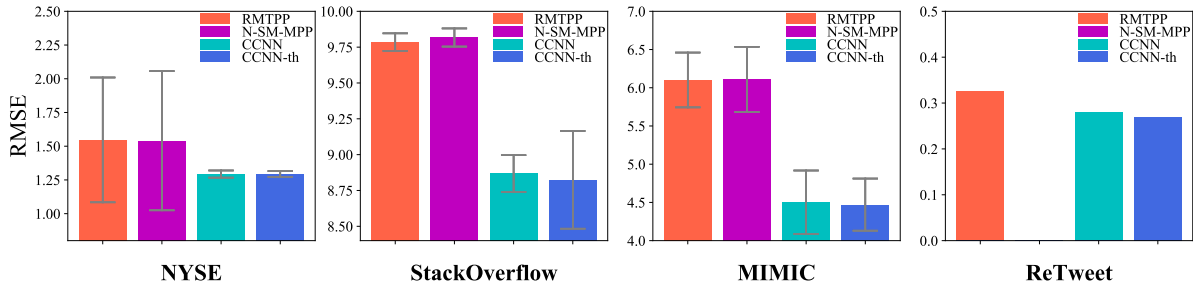 RMSE
2.50
2.25
2.00
1.75
1.50
1.25
1.00
RMTPP
N-SM-MPP
CCNN
CCNN-th
NYSE
10.00
9.75
9.50
9.25
9.00
8.75
8.50
RMTPP
N-SM-MPP
CCNN
CCNN-th
StackOverflow
7.0
6.5
6.0
5.5
5.0
4.5
4.0
RMTPP
N-SM-MPP
CCNN
CCNN-th
MIMIC
0.5
0.4
0.3
0.2
0.1
0.0
RMTPP
N-SM-MPP
CCNN
CCNN-th
ReTweet